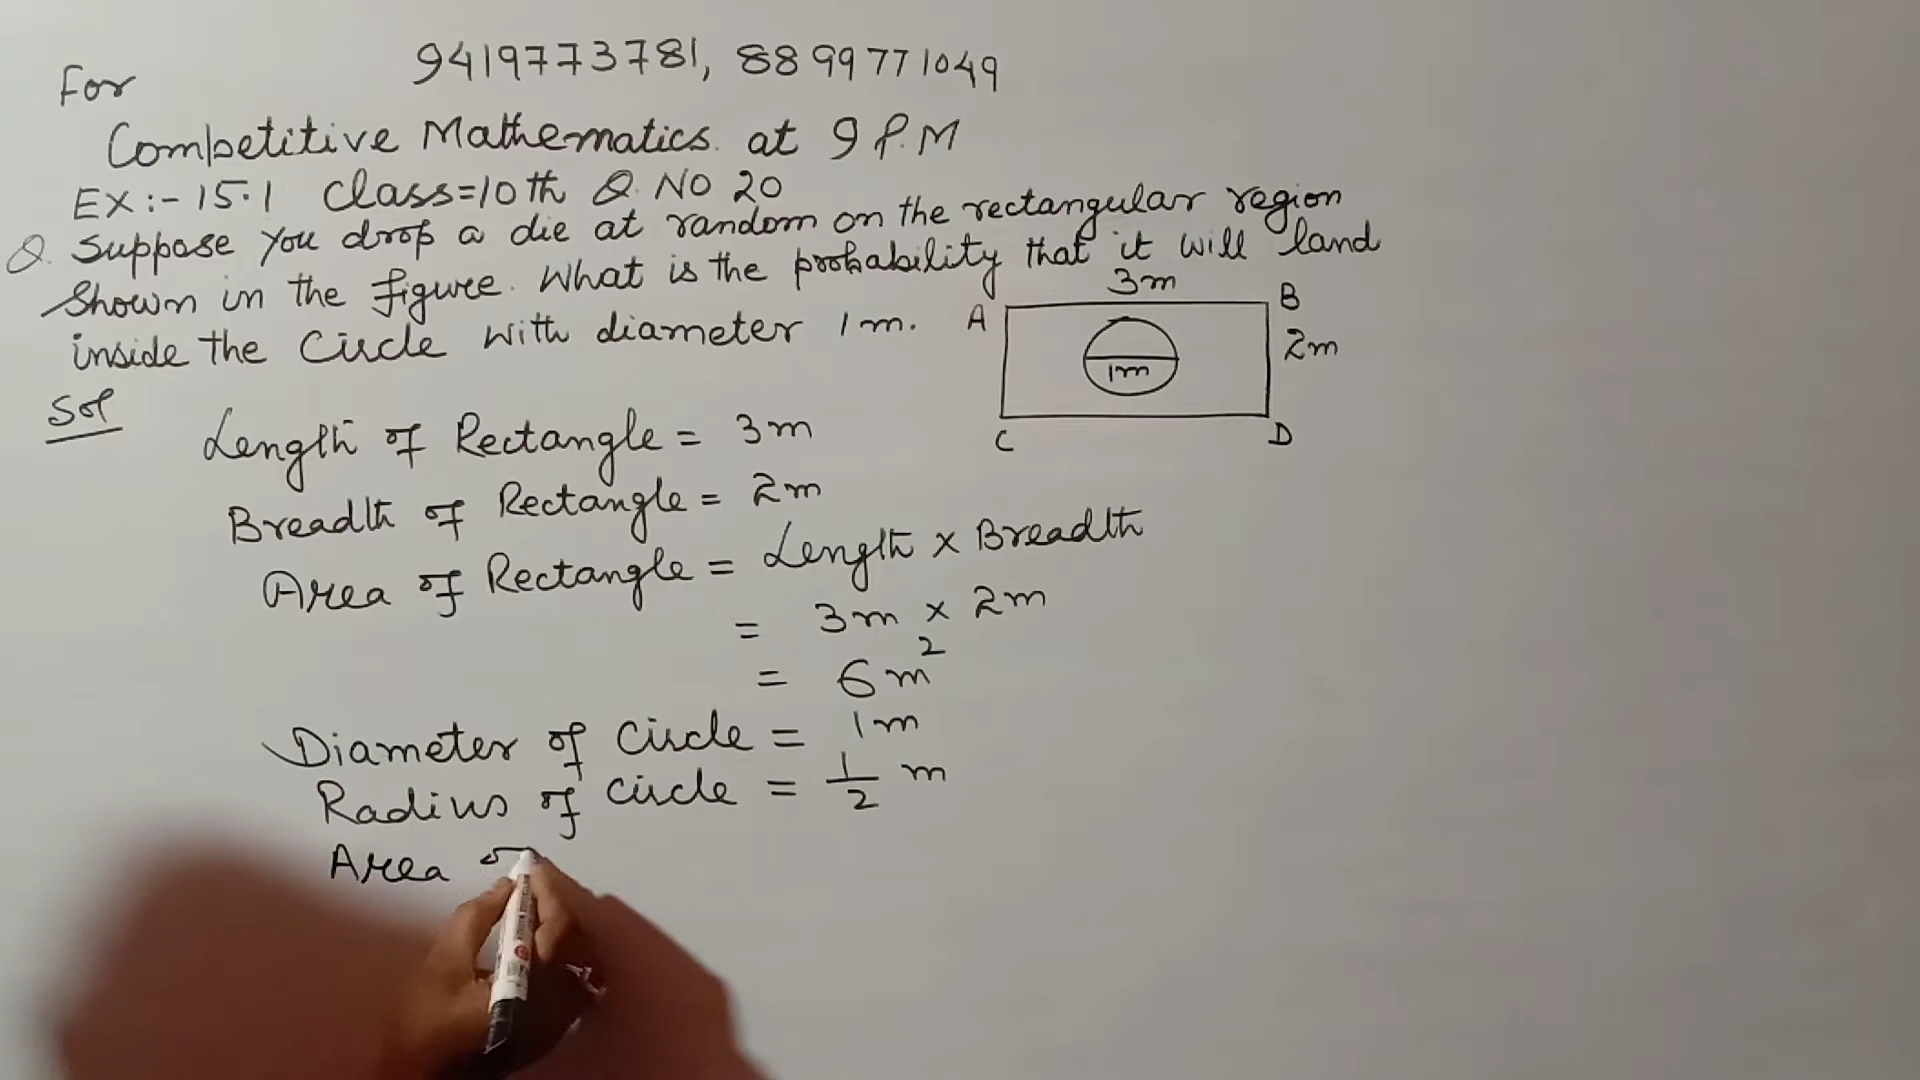 9419773781, 8899771049
For
Competitive Mathematics. at 9 P.M
EX:- 15.1 Class=10th Q. NO 20
Q. Suppose you drop a die at random on the rectangular region
Shown in the figure. What is the probability that it will land
inside the Circle with diameter 1m.
3m
A
B
2m
1m
C
D
Sol
Length of Rectangle = 3m
Breadth of Rectangle = 2m
Area of Rectangle = Length × Breadth
= 3m × 2m
= 6m²
Diameter of Circle = 1m
Radius of circle = 1/2 m
Area